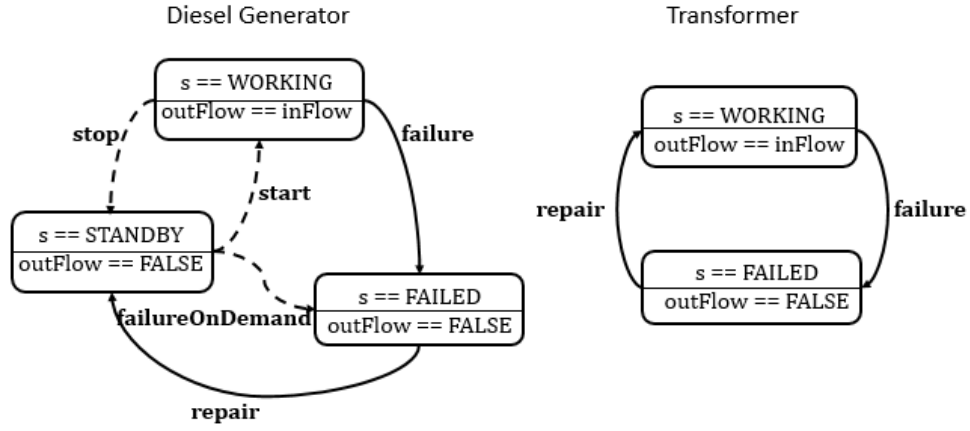 Diesel Generator
s == WORKING
outFlow == inFlow
stop
failure
start
s == STANDBY
outFlow == FALSE
failureOnDemand
s == FAILED
outFlow == FALSE
repair
Transformer
s == WORKING
outFlow == inFlow
repair
failure
s == FAILED
outFlow == FALSE